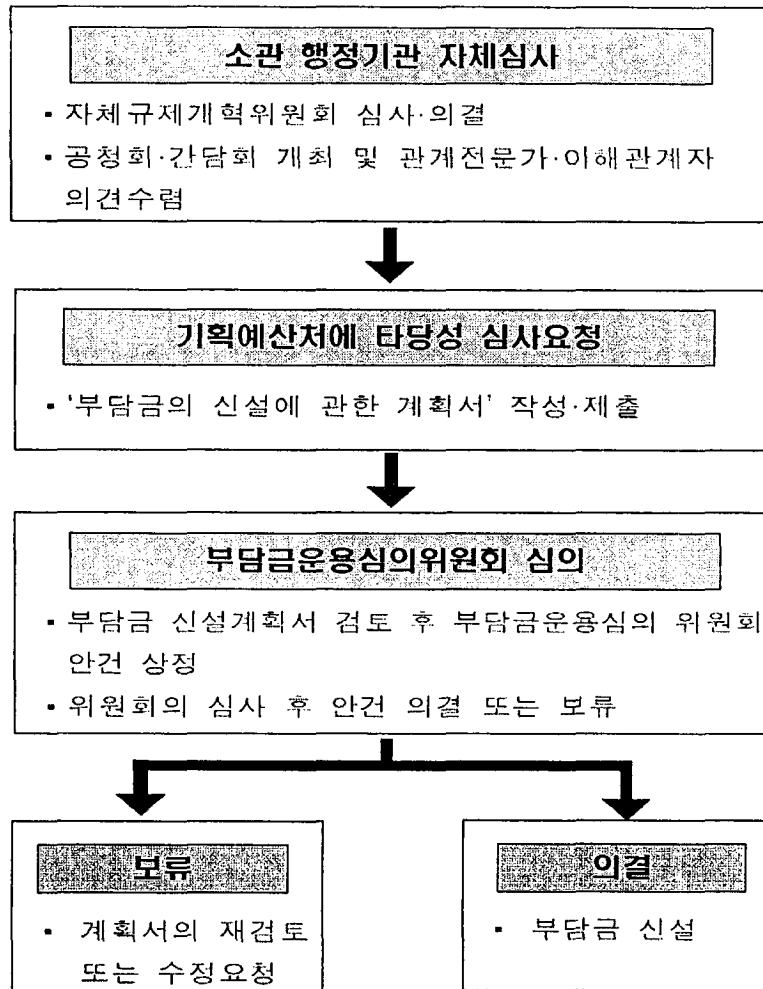 소관 행정기관 자체심사
▪ 자체규제개혁위원회 심사·의결
▪ 공청회·간담회 개최 및 관계전문가·이해관계자
의견수렴
기획예산처에 타당성 심사요청
▪ '부담금의 신설에 관한 계획서' 작성·제출
부담금운용심의위원회 심의
▪ 부담금 신설계획서 검토 후 부담금운용심의 위원회
안건 상정
▪ 위원회의 심사 후 안건 의결 또는 보류
보류
▪ 계획서의 재검토
또는 수정요청
의결
▪ 부담금 신설